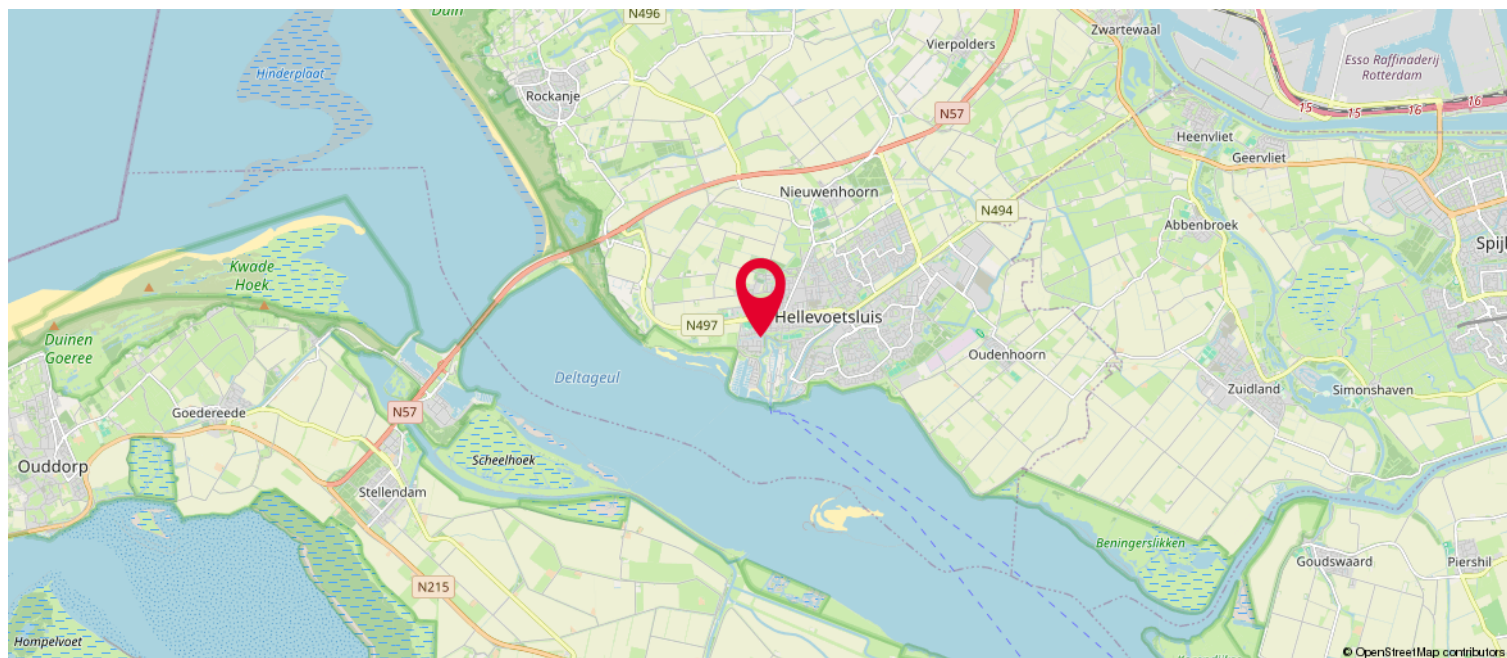 Duin
N496
Zwartewaal
Vierpolders
Esso Raffinaderij
Rotterdam
Hinderplaat
Rockanje
15
15
16
16
N57
Heenvliet
Geervliet
Nieuwenhoorn
N494
Abbenbroek
Spijk
Kwade
Hoek
Hellevoetsluis
N497
Duinen
Goeree
Oudenhoorn
Deltageul
Zuidland
Simonshaven
Goedereede
N57
Ouddorp
Scheelhoek
Stellendam
Beningerslikken
Goudswaard
Piershil
N215
Hompelvoet
© OpenStreetMap contributors